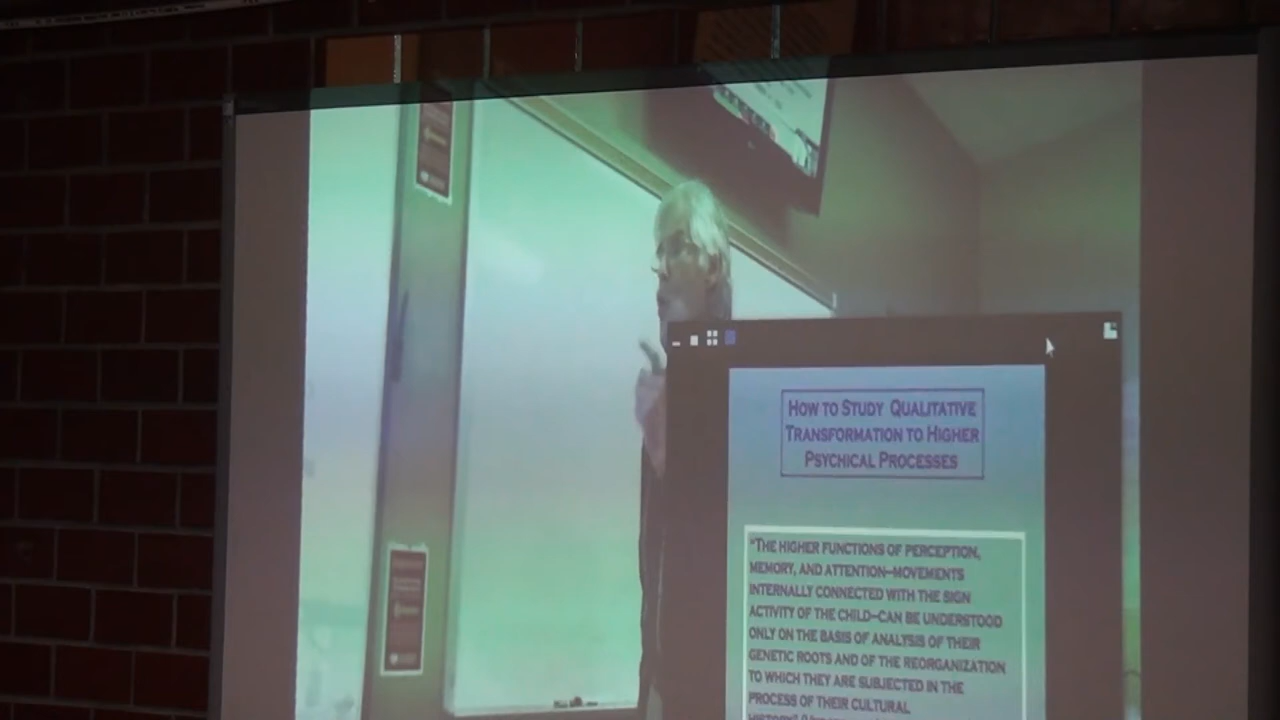 HOW TO STUDY QUALITATIVE
TRANSFORMATION TO HIGHER
PSYCHICAL PROCESSES
"THE HIGHER FUNCTIONS OF PERCEPTION,
MEMORY, AND ATTENTION—MOVEMENTS
INTERNALLY CONNECTED WITH THE SIGN
ACTIVITY OF THE CHILD—CAN BE UNDERSTOOD
ONLY ON THE BASIS OF ANALYSIS OF THEIR
GENETIC ROOTS AND OF THE REORGANIZATION
TO WHICH THEY ARE SUBJECTED IN THE
PROCESS OF THEIR CULTURAL
HISTORY"